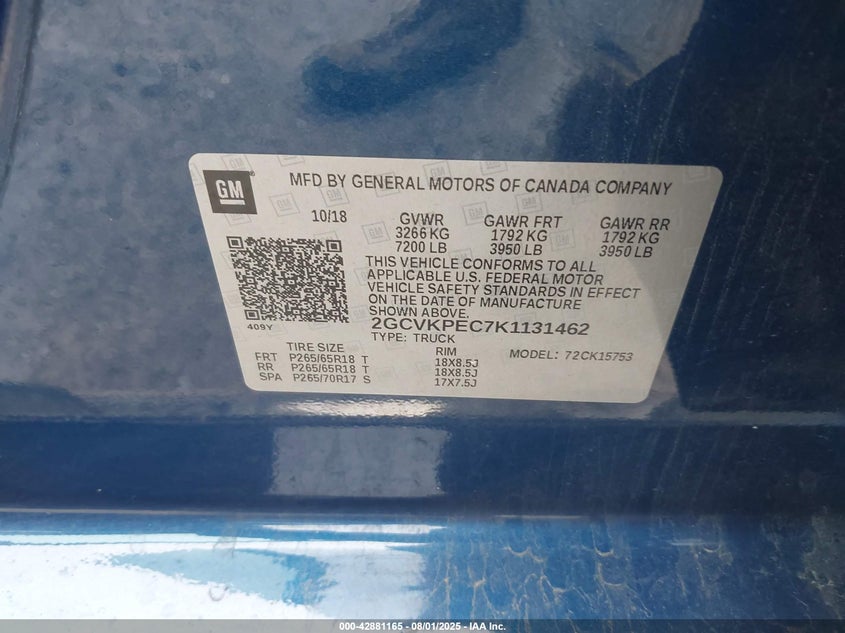 GM
MFD BY GENERAL MOTORS OF CANADA COMPANY
10/18 GVWR GAWR FRT GAWR RR
3266 KG 1792 KG 1792 KG
7200 LB 3950 LB 3950 LB
THIS VEHICLE CONFORMS TO ALL
APPLICABLE U.S. FEDERAL MOTOR
VEHICLE SAFETY STANDARDS IN EFFECT
ON THE DATE OF MANUFACTURE
SHOWN ABOVE.
409Y
2GCVKPEC7K1131462
TYPE: TRUCK
TIRE SIZE RIM MODEL: 72CK15753
FRT P265/65R18 T 18X8.5J
RR P265/65R18 T 18X8.5J
SPA P265/70R17 S 17X7.5J
000-42881165 - 08/01/2025 - IAA Inc.